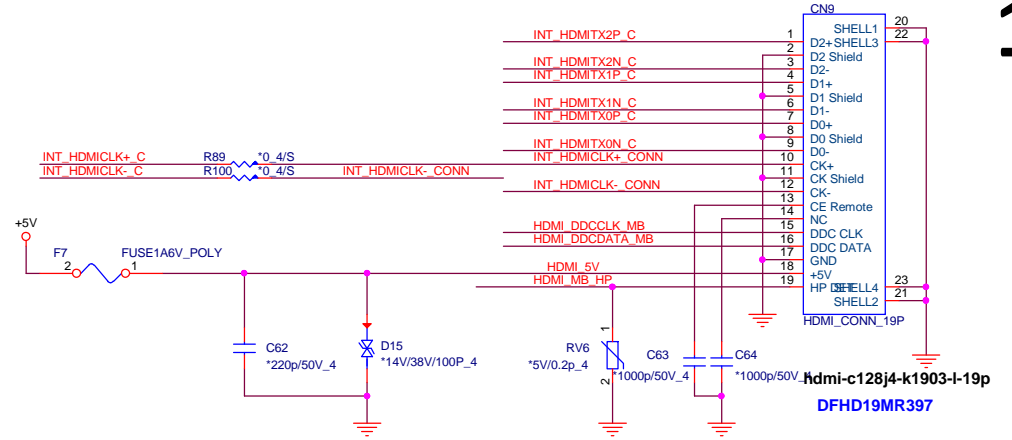 CN9
SHELL1 20
SHELL3 22
INT_HDMITX2P_C 1 D2+
2 D2 Shield
INT_HDMITX2N_C 3 D2-
INT_HDMITX1P_C 4 D1+
5 D1 Shield
INT_HDMITX1N_C 6 D1-
INT_HDMITX0P_C 7 D0+
8 D0 Shield
INT_HDMITX0N_C 9 D0-
INT_HDMICLK+_C R89 *0_4/S INT_HDMICLK+_CONN 10 CK+
INT_HDMICLK-_C R100 *0_4/S INT_HDMICLK-_CONN 11 CK Shield
INT_HDMICLK-_CONN 12 CK-
13 CE Remote
14 NC
HDMI_DDCCLK_MB 15 DDC CLK
HDMI_DDCDATA_MB 16 DDC DATA
17 GND
+5V
F7 FUSE1A6V_POLY
2 1
HDMI_5V 18 +5V
HDMI_MB_HP 19 HP DET SHELL4 23
SHELL2 21
HDMI_CONN_19P
C62
*220p/50V_4
D15
*14V/38V/100P_4
1
RV6
*5V/0.2p_4
2
C63
*1000p/50V_4
C64
*1000p/50V_4
hdmi-c128j4-k1903-l-19p
DFHD19MR397